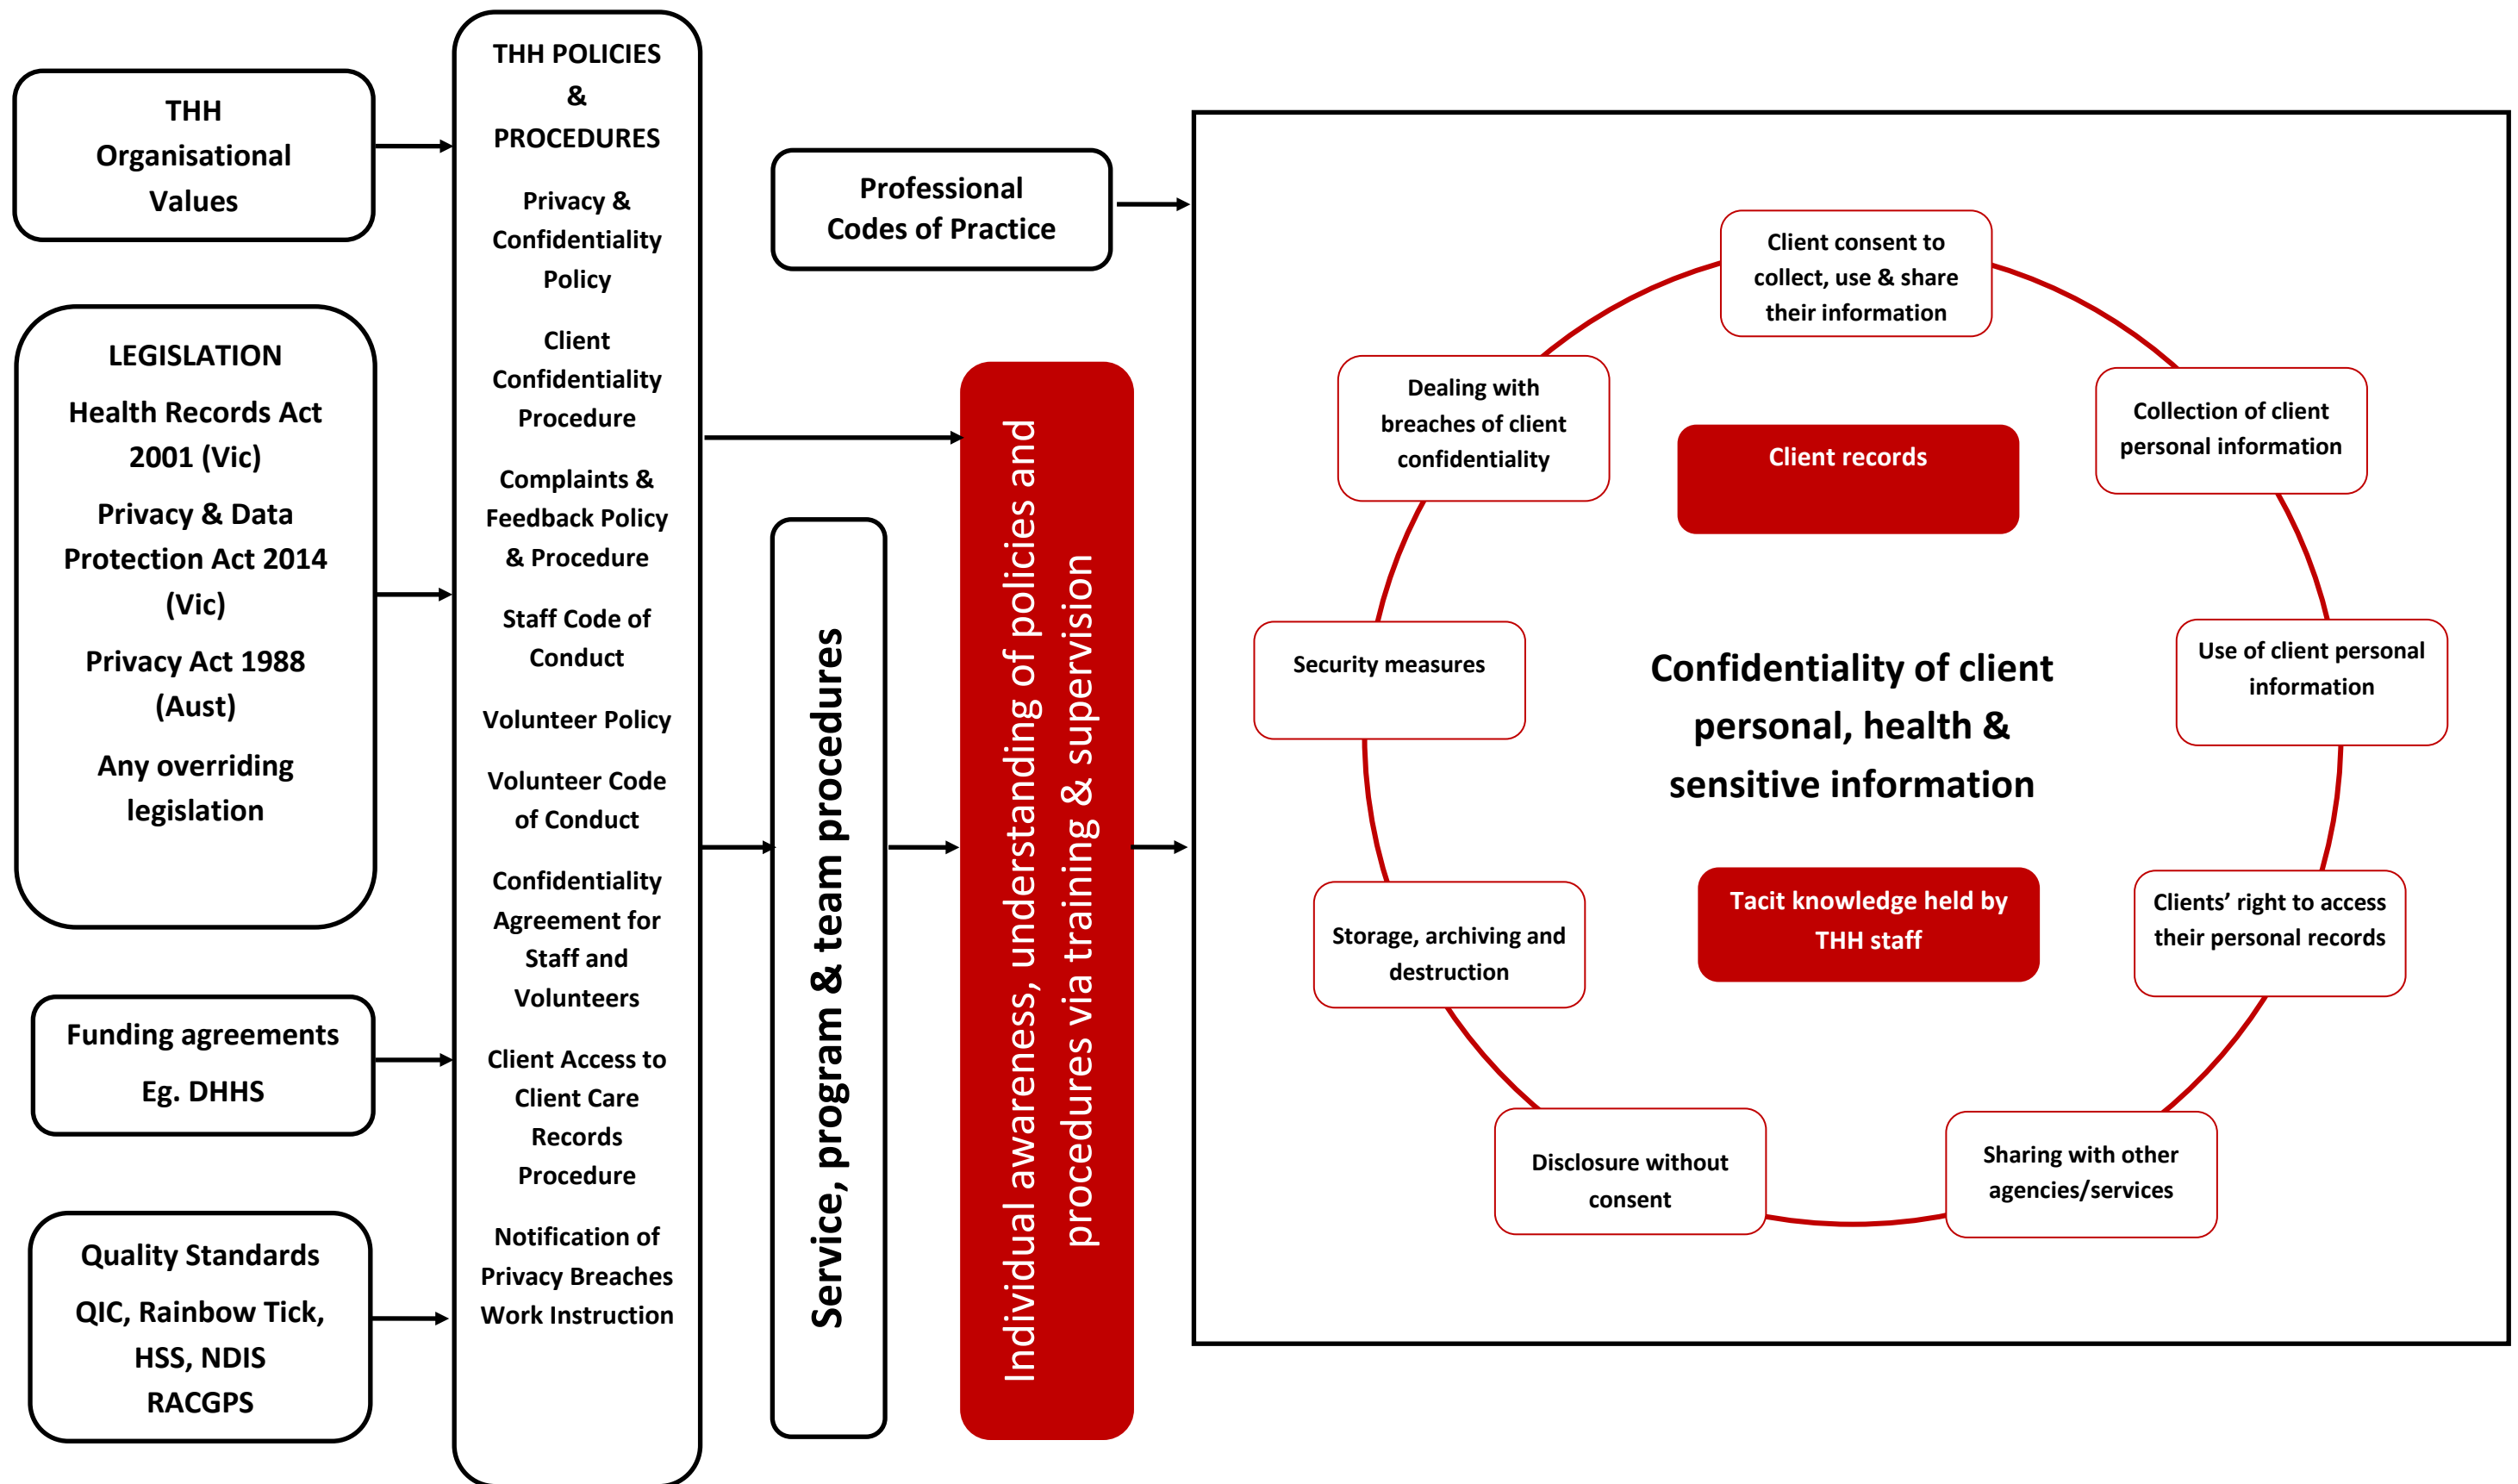 THH
Organisational
Values
LEGISLATION
Health Records Act
2001 (Vic)
Privacy & Data
Protection Act 2014
(Vic)
Privacy Act 1988
(Aust)
Any overriding
legislation
Funding agreements
Eg. DHHS
Quality Standards
QIC, Rainbow Tick,
HSS, NDIS
RACGPS
THH POLICIES
&
PROCEDURES
Privacy &
Confidentiality
Policy
Client
Confidentiality
Procedure
Complaints &
Feedback Policy
& Procedure
Staff Code of
Conduct
Volunteer Policy
Volunteer Code
of Conduct
Confidentiality
Agreement for
Staff and
Volunteers
Client Access to
Client Care
Records
Procedure
Notification of
Privacy Breaches
Work Instruction
Professional
Codes of Practice
Service, program & team procedures
Individual awareness, understanding of policies and
procedures via training & supervision
Client consent to
collect, use & share
their information
Collection of client
personal information
Use of client personal
information
Clients’ right to access
their personal records
Sharing with other
agencies/services
Disclosure without
consent
Storage, archiving and
destruction
Security measures
Dealing with
breaches of client
confidentiality
Client records
Confidentiality of client
personal, health &
sensitive information
Tacit knowledge held by
THH staff